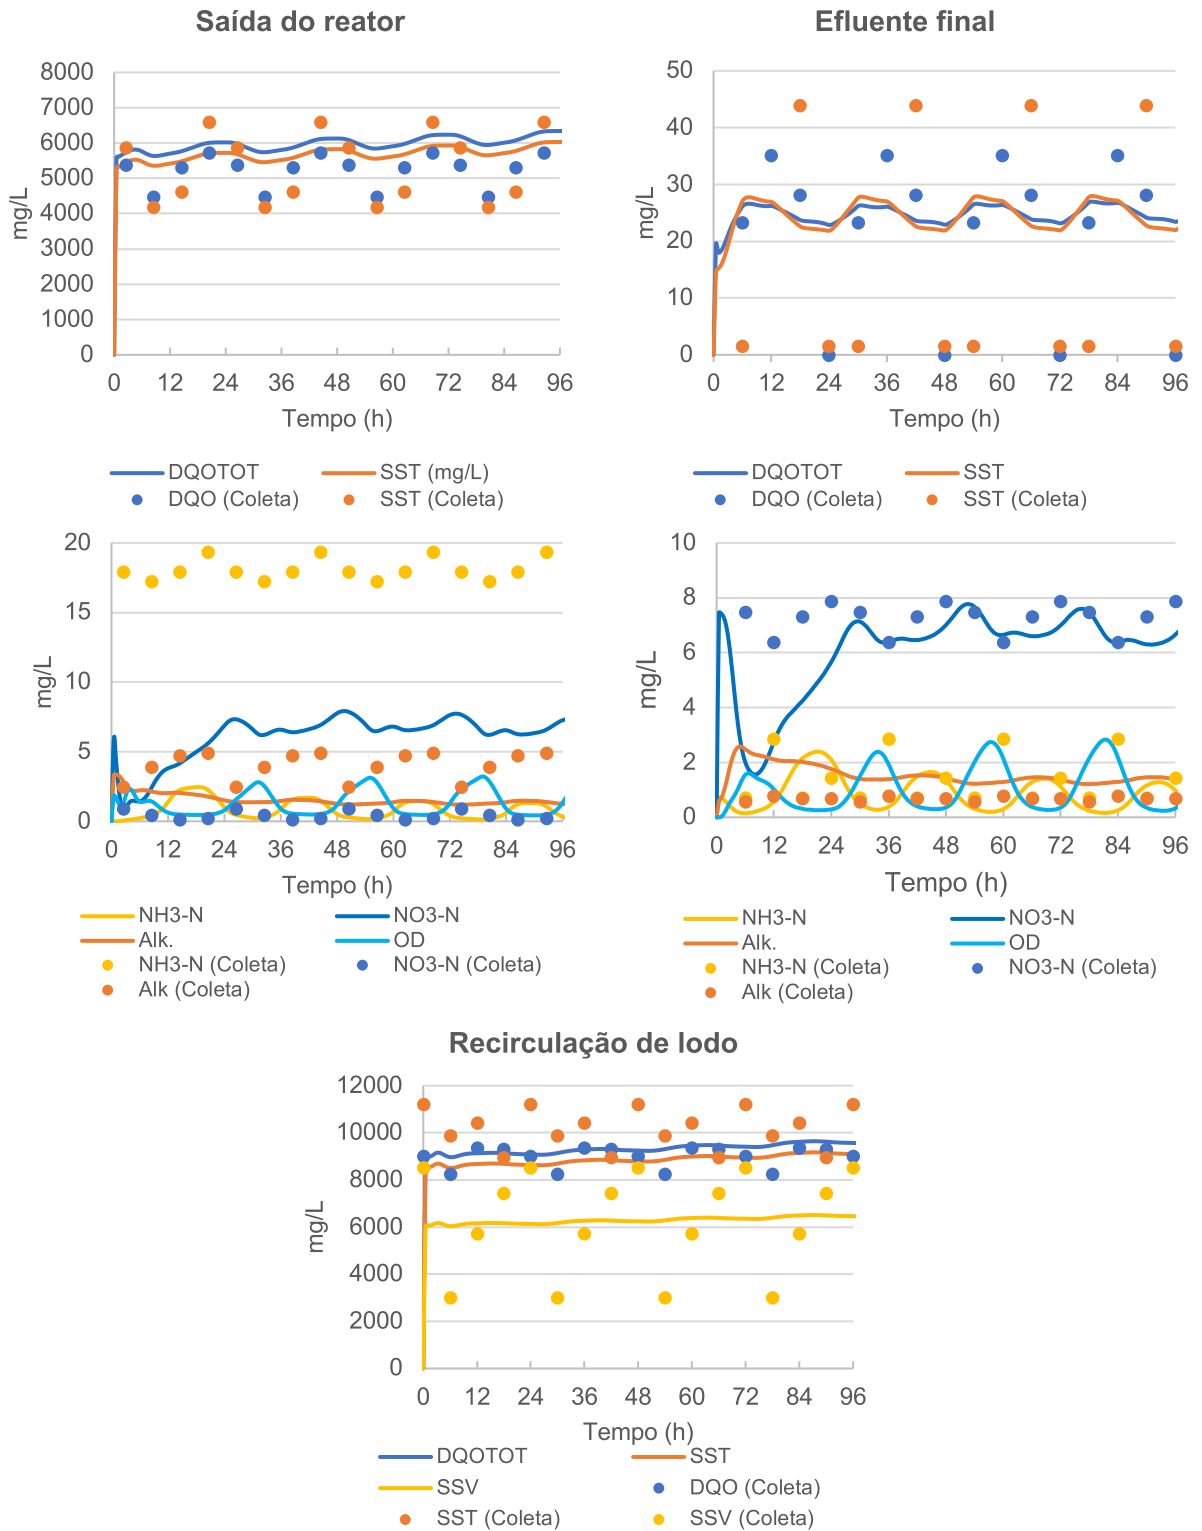 Saída do reator
8000
7000
6000
5000
4000
3000
2000
1000
0
mg/L
0 12 24 36 48 60 72 84 96
Tempo (h)
DQOTOT SST (mg/L)
DQO (Coleta) SST (Coleta)
Efluente final
50
40
30
20
10
0
mg/L
0 12 24 36 48 60 72 84 96
Tempo (h)
DQOTOT SST
DQO (Coleta) SST (Coleta)
20
15
10
5
0
mg/L
0 12 24 36 48 60 72 84 96
Tempo (h)
NH3-N NO3-N
Alk. OD
NH3-N (Coleta) NO3-N (Coleta)
Alk (Coleta)
10
8
6
4
2
0
mg/L
0 12 24 36 48 60 72 84 96
Tempo (h)
NH3-N NO3-N
Alk. OD
NH3-N (Coleta) NO3-N (Coleta)
Alk (Coleta)
Recirculação de lodo
12000
10000
8000
6000
4000
2000
0
mg/L
0 12 24 36 48 60 72 84 96
Tempo (h)
DQOTOT SST
SSV DQO (Coleta)
SST (Coleta) SSV (Coleta)